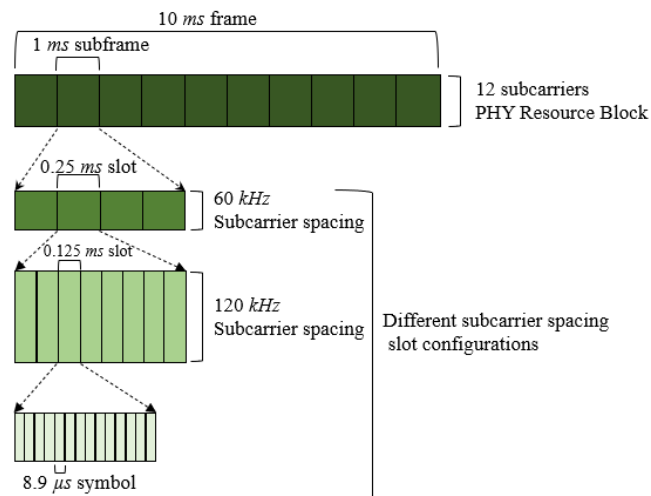 10 ms frame
1 ms subframe
12 subcarriers
PHY Resource Block
0.25 ms slot
60 kHz
Subcarrier spacing
0.125 ms slot
120 kHz
Subcarrier spacing
Different subcarrier spacing
slot configurations
8.9 µs symbol